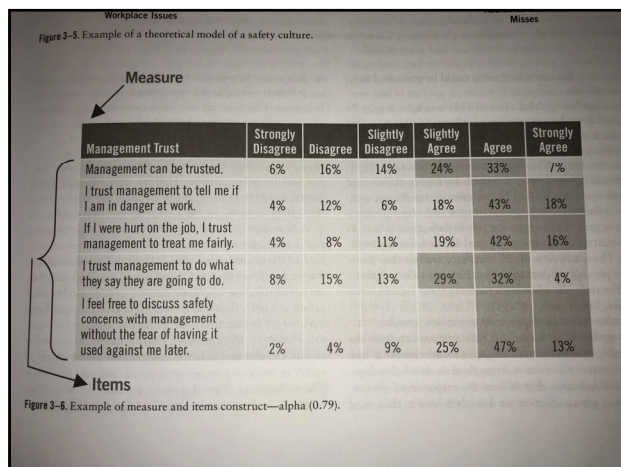 Workplace Issues
Misses
Figure 3–5. Example of a theoretical model of a safety culture.
Measure
Management Trust Strongly Disagree Disagree Slightly Disagree Slightly Agree Agree Strongly Agree
Management can be trusted. 6% 16% 14% 24% 33% 7%
I trust management to tell me if
I am in danger at work. 4% 12% 6% 18% 43% 18%
If I were hurt on the job, I trust
management to treat me fairly. 4% 8% 11% 19% 42% 16%
I trust management to do what
they say they are going to do. 8% 15% 13% 29% 32% 4%
I feel free to discuss safety
concerns with management
without the fear of having it
used against me later. 2% 4% 9% 25% 47% 13%
Items
Figure 3–6. Example of measure and items construct—alpha (0.79).